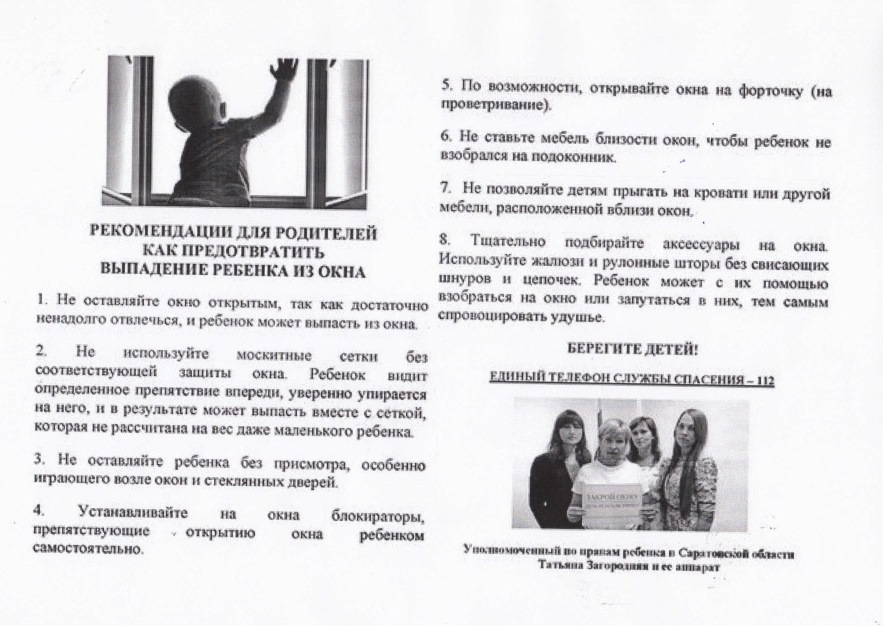 РЕКОМЕНДАЦИИ ДЛЯ РОДИТЕЛЕЙ
КАК ПРЕДОТВРАТИТЬ
ВЫПАДЕНИЕ РЕБЕНКА ИЗ ОКНА
1. Не оставляйте окно открытым, так как достаточно
ненадолго отвлечься, и ребенок может выпасть из окна.
2. Не используйте москитные сетки без
соответствующей защиты окна. Ребенок видит
определенное препятствие впереди, уверенно упирается
на него, и в результате может выпасть вместе с сеткой,
которая не рассчитана на вес даже маленького ребенка.
3. Не оставляйте ребенка без присмотра, особенно
играющего возле окон и стеклянных дверей.
4. Устанавливайте на окна блокираторы,
препятствующие открытию окна ребенком
самостоятельно.
5. По возможности, открывайте окна на форточку (на
проветривание).
6. Не ставьте мебель близости окон, чтобы ребенок не
взобрался на подоконник.
7. Не позволяйте детям прыгать на кровати или другой
мебели, расположенной вблизи окон.
8. Тщательно подбирайте аксессуары на окна.
Используйте жалюзи и рулонные шторы без свисающих
шнуров и цепочек. Ребенок может с их помощью
взобраться на окно или запутаться в них, тем самым
спровоцировать удушье.
БЕРЕГИТЕ ДЕТЕЙ!
ЕДИНЫЙ ТЕЛЕФОН СЛУЖБЫ СПАСЕНИЯ – 112
ЗАКРОЙ ОКНО
Уполномоченный по правам ребенка в Саратовской области
Татьяна Загородняя и ее аппарат